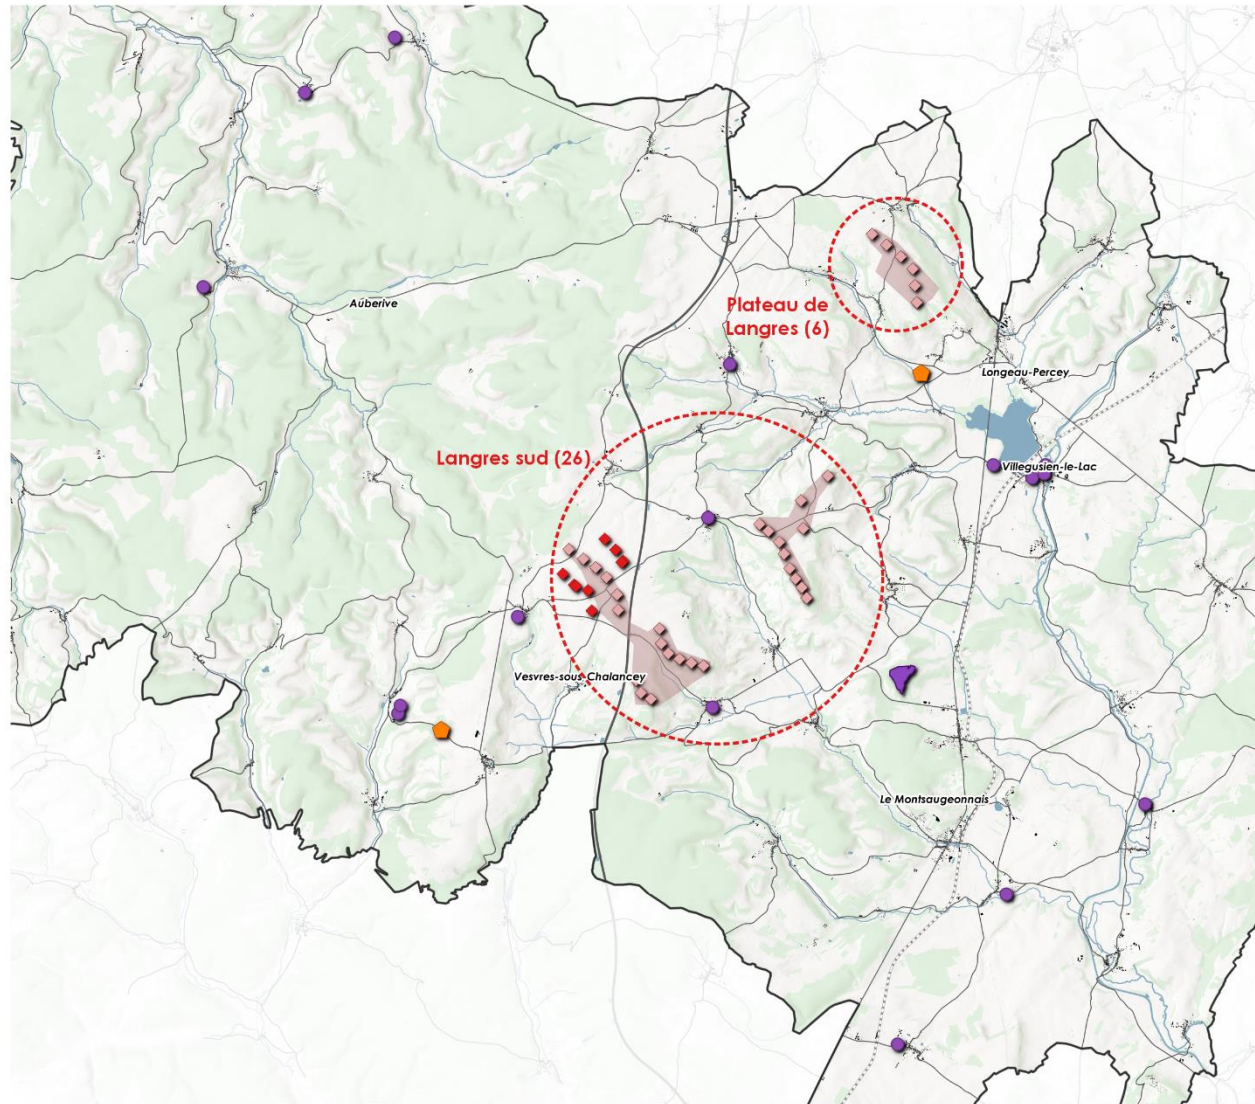 Auberive
Plateau de
Langres (6)
Longeau-Percey
Langres sud (26)
Villegusien-le-Lac
Vesvres-sous-Chalancey
Le Montsaugeonnais